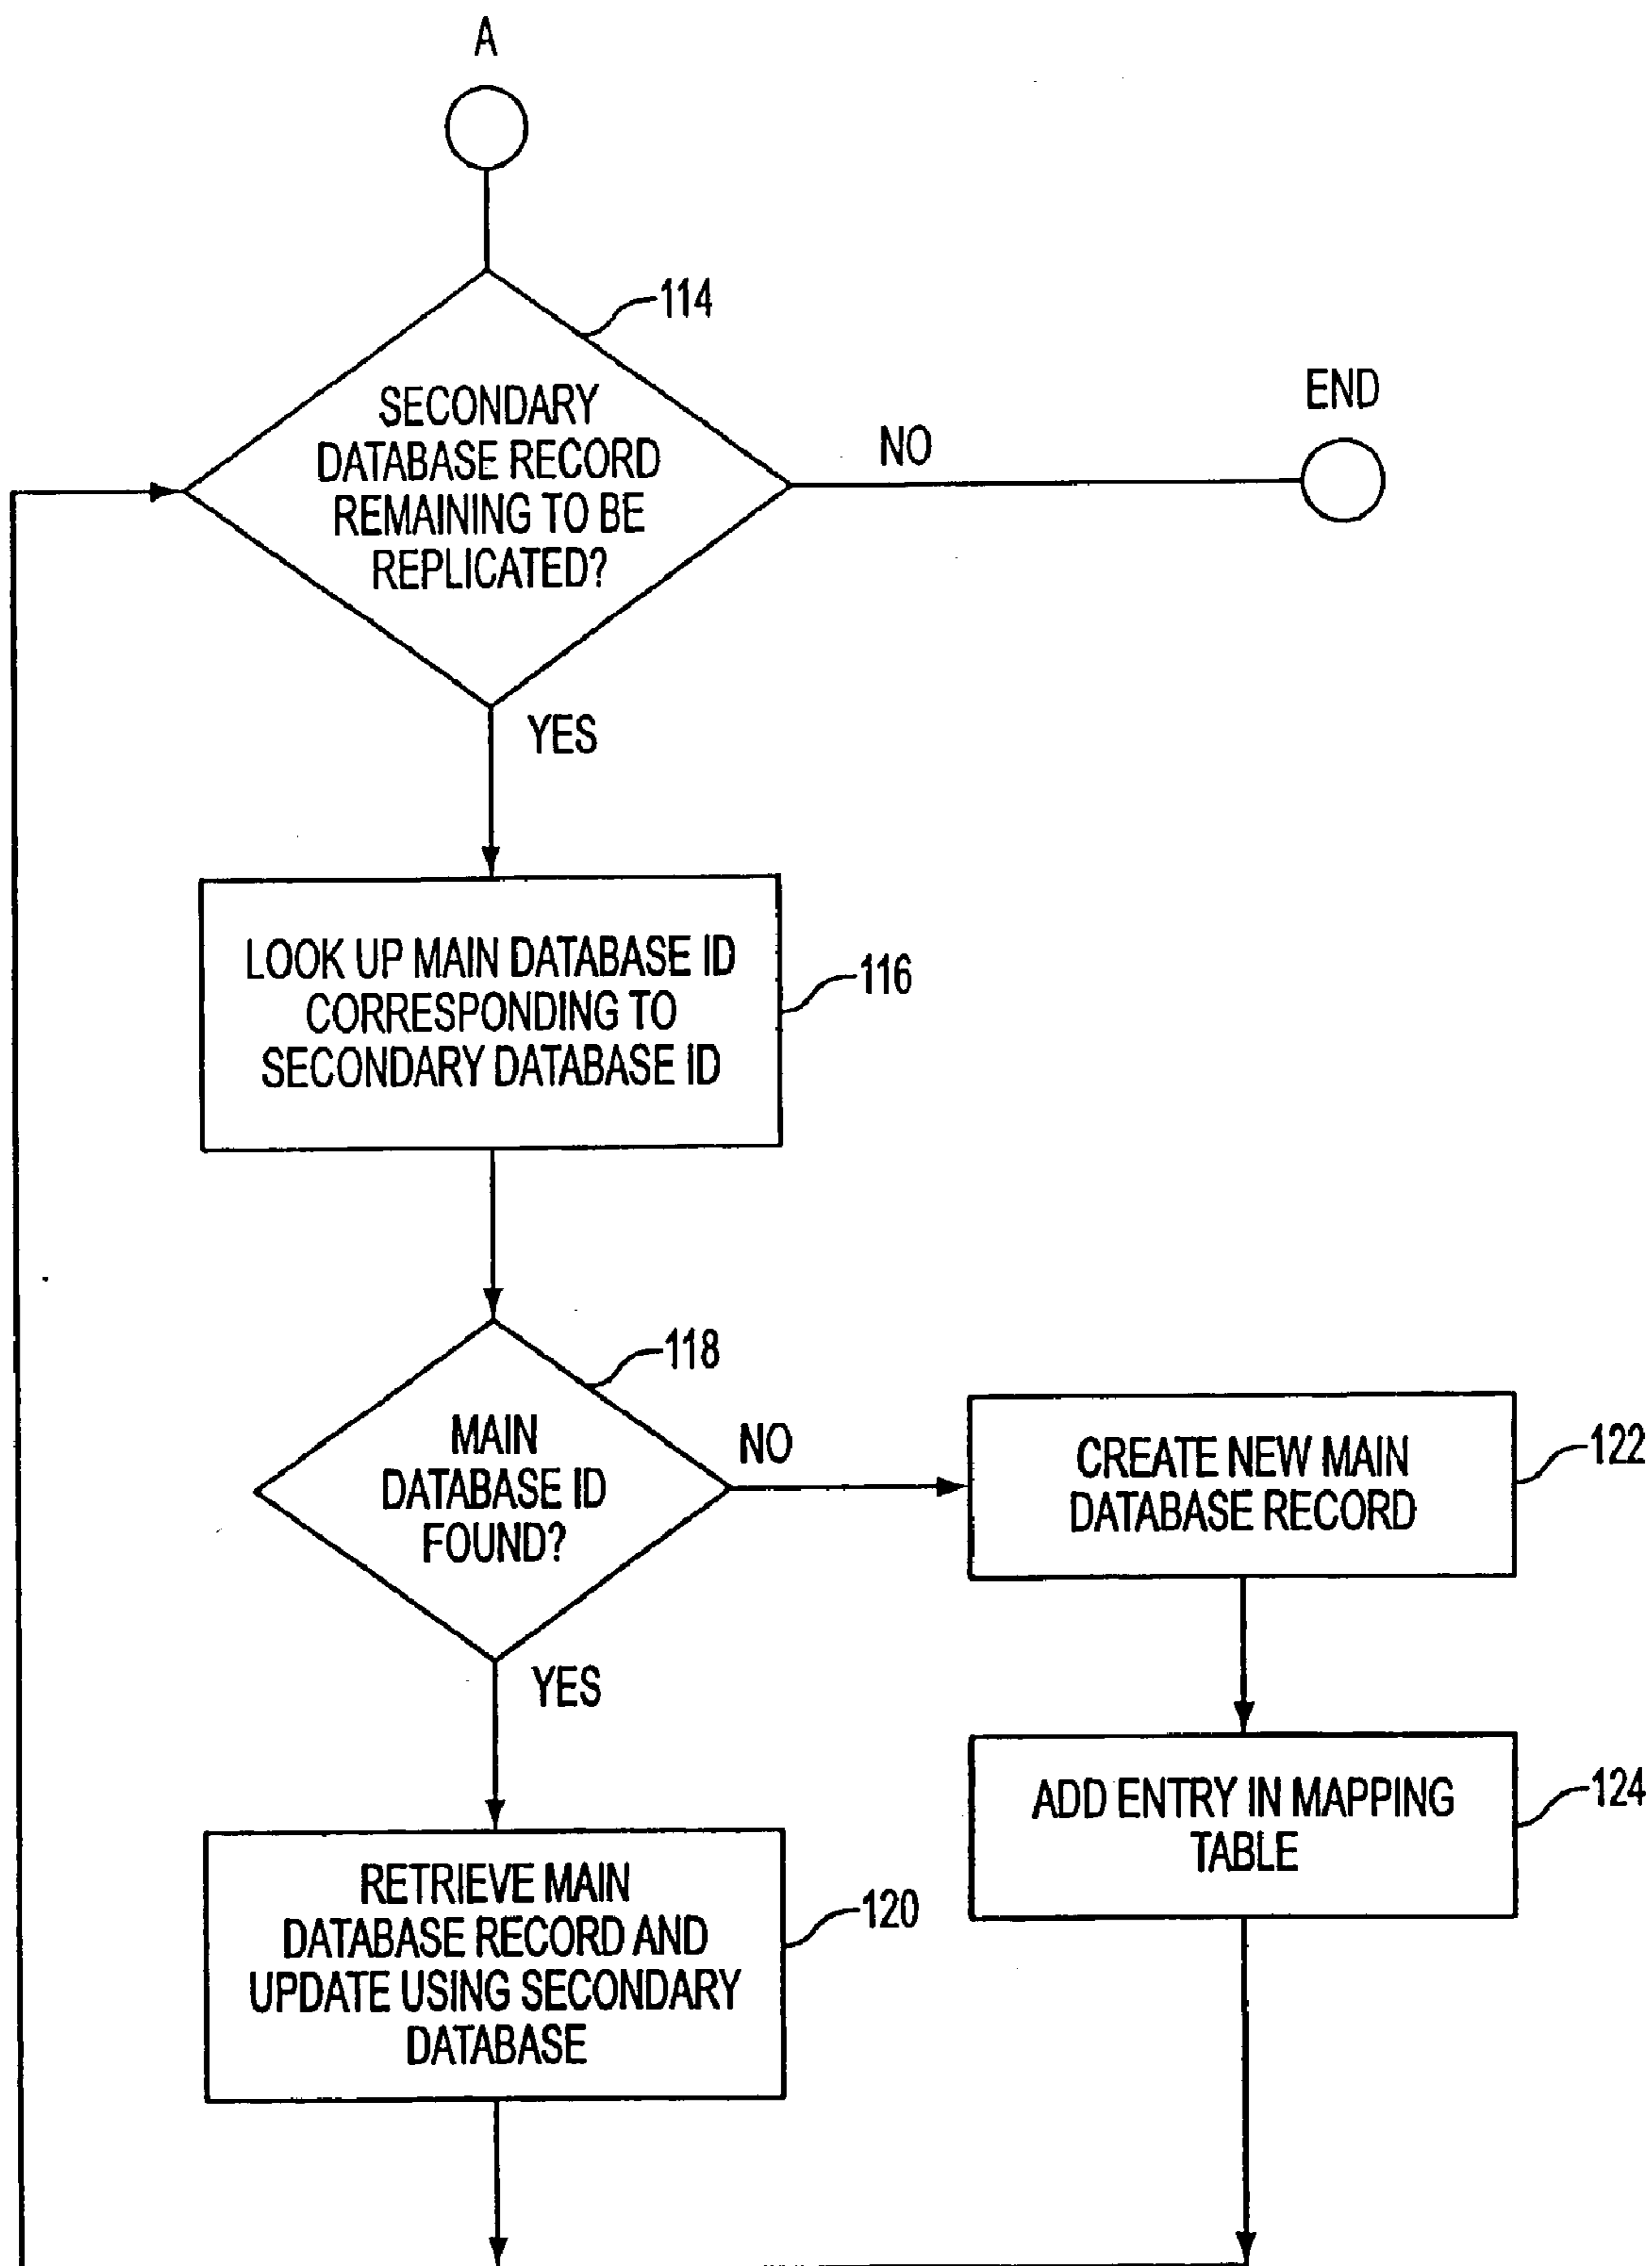 A
114
SECONDARY
DATABASE RECORD
REMAINING TO BE
REPLICATED?
NO
END
YES
LOOK UP MAIN DATABASE ID
CORRESPONDING TO
SECONDARY DATABASE ID
116
118
MAIN
DATABASE ID
FOUND?
NO
CREATE NEW MAIN
DATABASE RECORD
122
YES
ADD ENTRY IN MAPPING
TABLE
124
RETRIEVE MAIN
DATABASE RECORD AND
UPDATE USING SECONDARY
DATABASE
120